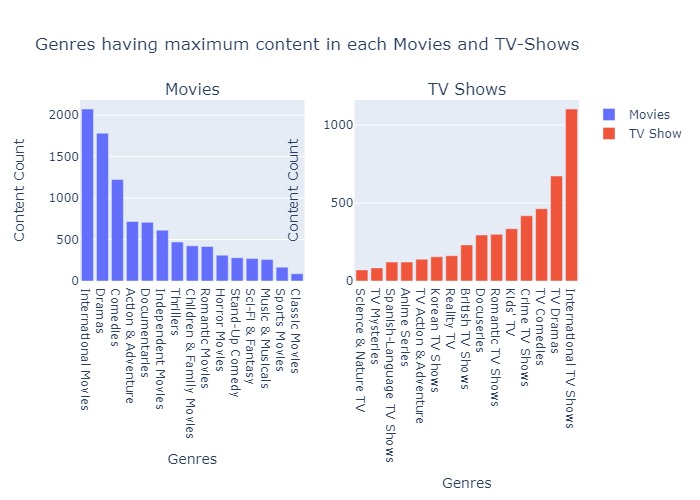 Genres having maximum content in each Movies and TV-Shows
Movies
TV Shows
Movies
TV Show
Content Count
2000
1500
1000
500
0
International Movies
Dramas
Comedies
Action & Adventure
Documentaries
Independent Movies
Thrillers
Children & Family Movies
Romantic Movies
Horror Movies
Stand-Up Comedy
Sci-Fi & Fantasy
Music & Musicals
Sports Movies
Classic Movies
Genres
Content Count
1000
500
0
Science & Nature TV
TV Mysteries
Spanish-Language TV Shows
Anime Series
TV Action & Adventure
Korean TV Shows
Reality TV
British TV Shows
Docuseries
Romantic TV Shows
Kids' TV
Crime TV Shows
TV Comedies
TV Dramas
International TV Shows
Genres